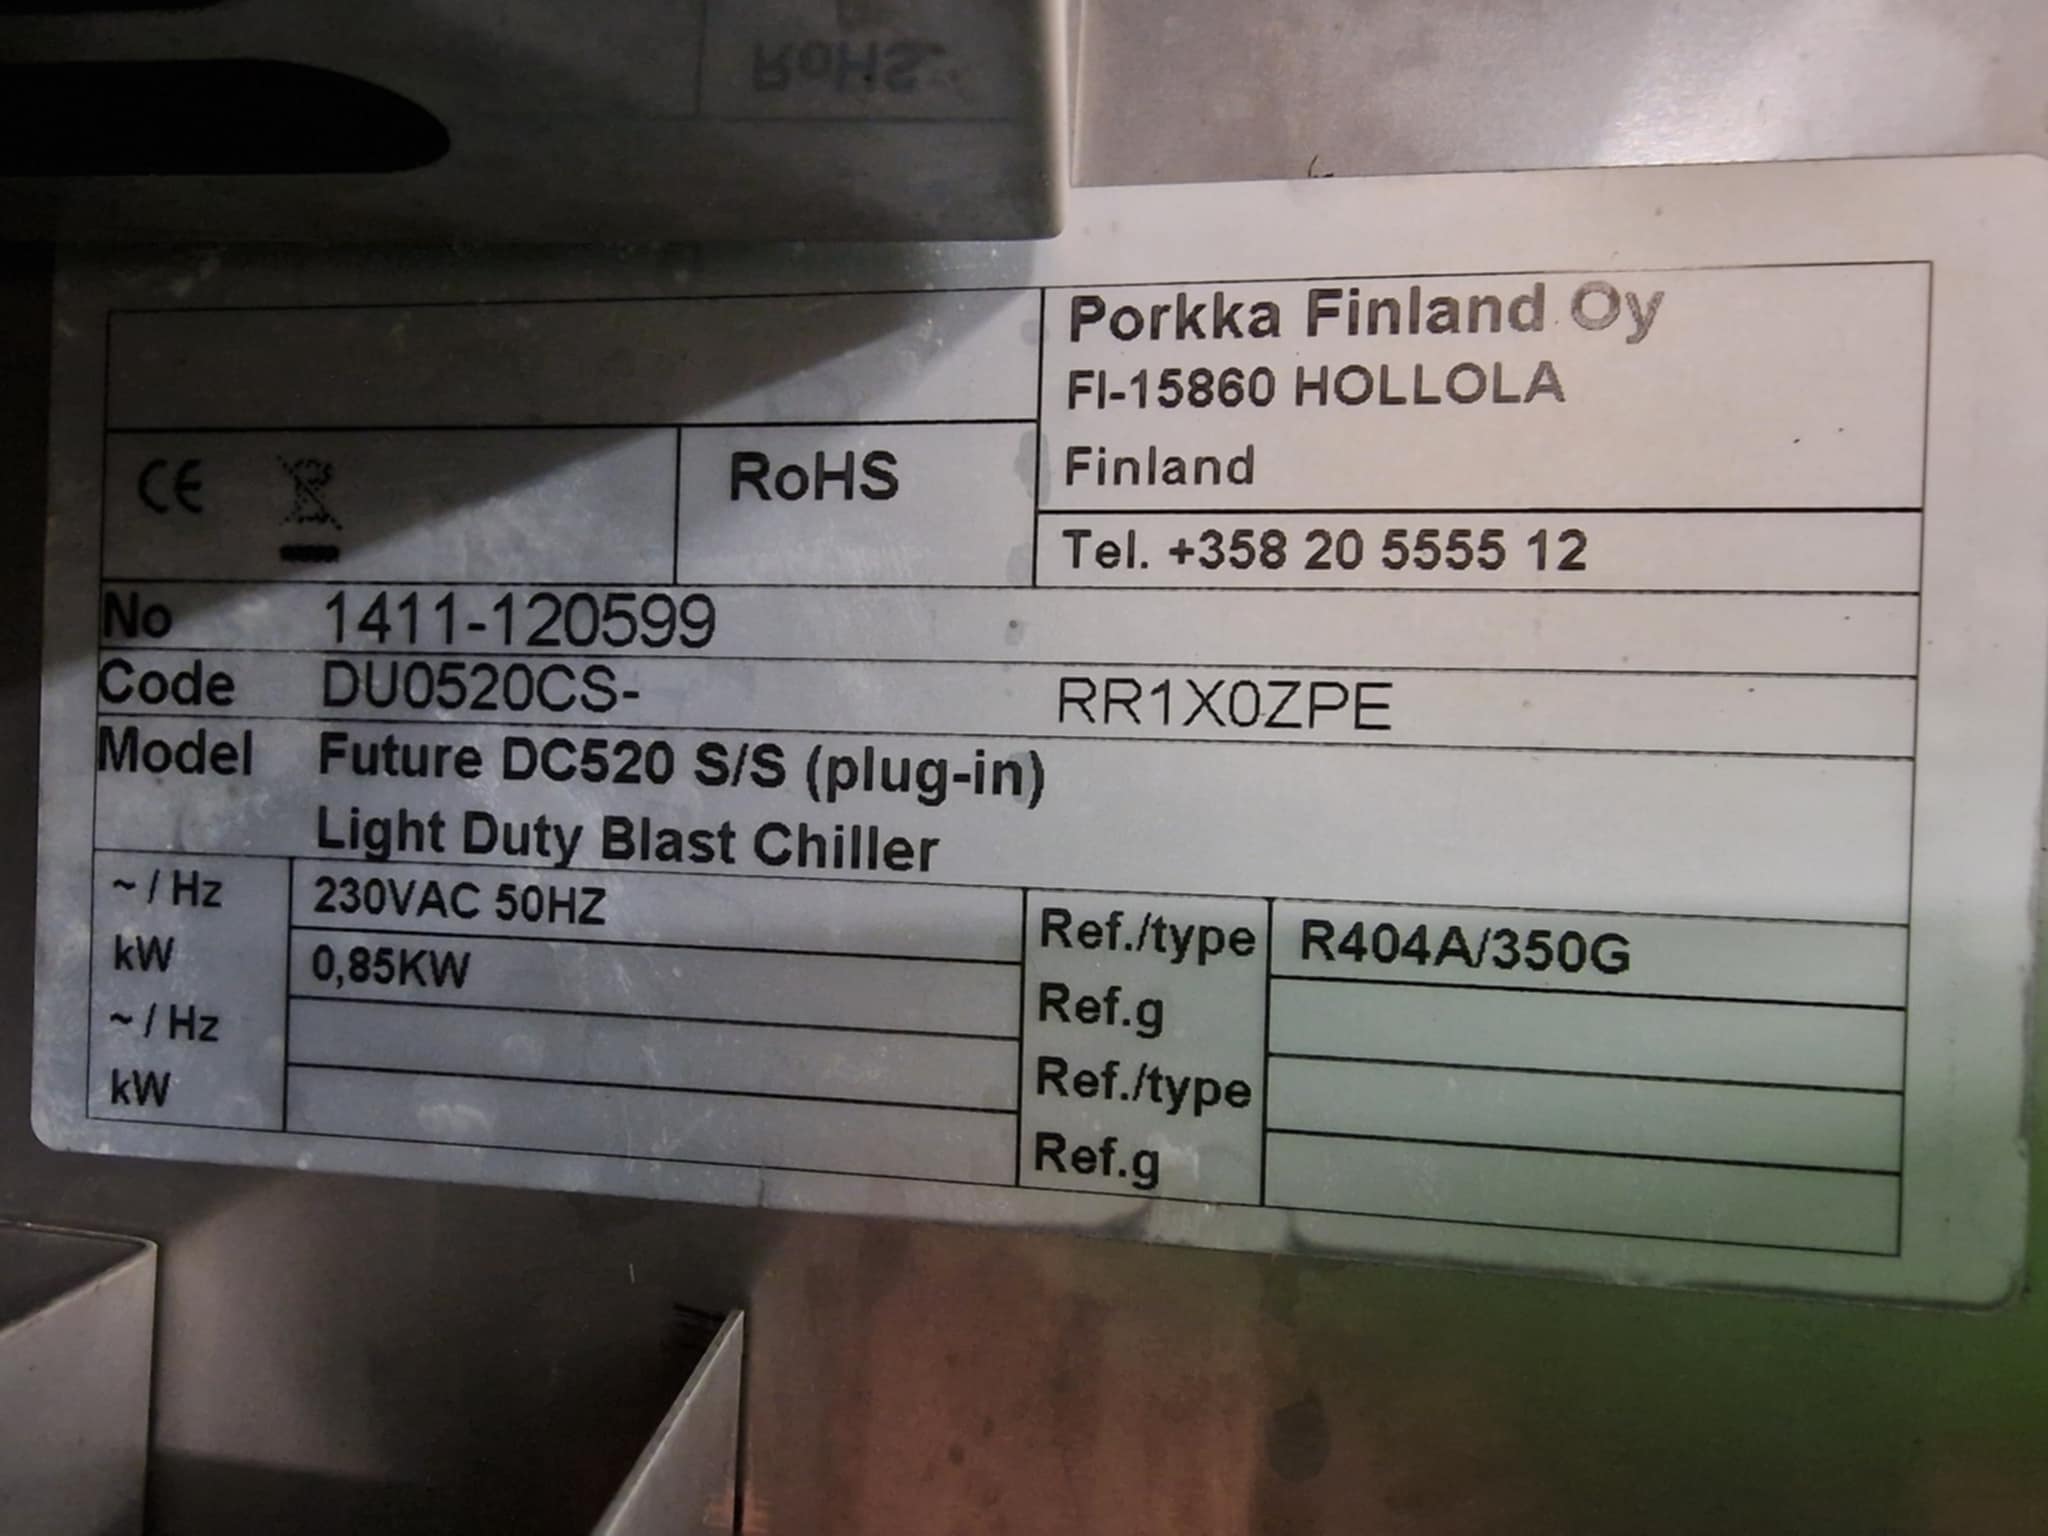 RoHS
Porkka Finland Oy
FI-15860 HOLLOLA
Finland
CE
RoHS
Tel. +358 20 5555 12
No 1411-120599
Code DU0520CS- RR1X0ZPE
Model Future DC520 S/S (plug-in)
Light Duty Blast Chiller
~ / Hz 230VAC 50HZ
kW 0,85KW
~ / Hz
kW
Ref./type R404A/350G
Ref.g
Ref./type
Ref.g